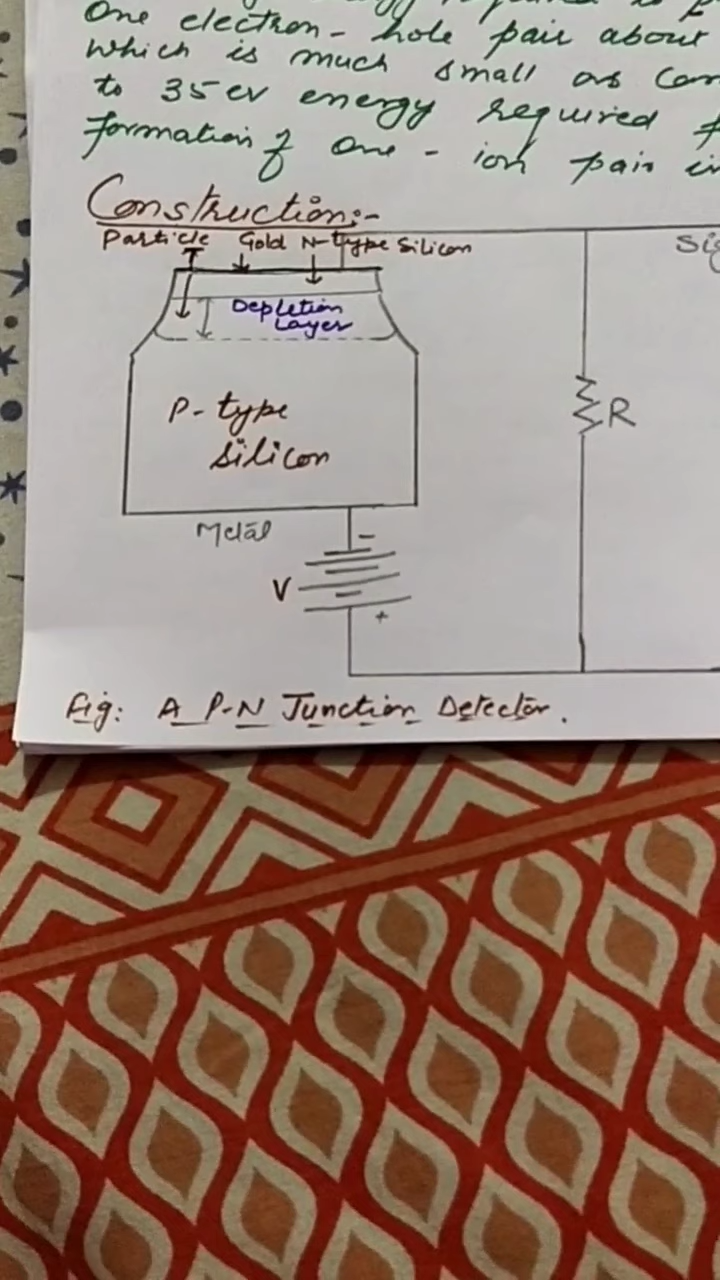 One electron - hole pair about
which is much small as com
to 35 ev energy required
formation of one - ion pair in
Construction:-
Particle Gold N-type Silicon
Sig
Depletion
Layer
P-type
Silicon
R
Metal
-
V
+
Fig: A P-N Junction Detector.